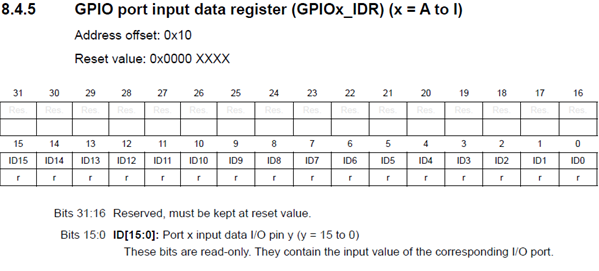 8.4.5 GPIO port input data register (GPIOx_IDR) (x = A to I)
Address offset: 0x10
Reset value: 0x0000 XXXX
31 30 29 28 27 26 25 24 23 22 21 20 19 18 17 16
Res. Res. Res. Res. Res. Res. Res. Res. Res. Res. Res. Res. Res. Res. Res. Res.
15 14 13 12 11 10 9 8 7 6 5 4 3 2 1 0
ID15 ID14 ID13 ID12 ID11 ID10 ID9 ID8 ID7 ID6 ID5 ID4 ID3 ID2 ID1 ID0
r r r r r r r r r r r r r r r r
Bits 31:16 Reserved, must be kept at reset value.
Bits 15:0 ID[15:0]: Port x input data I/O pin y (y = 15 to 0)
These bits are read-only. They contain the input value of the corresponding I/O port.